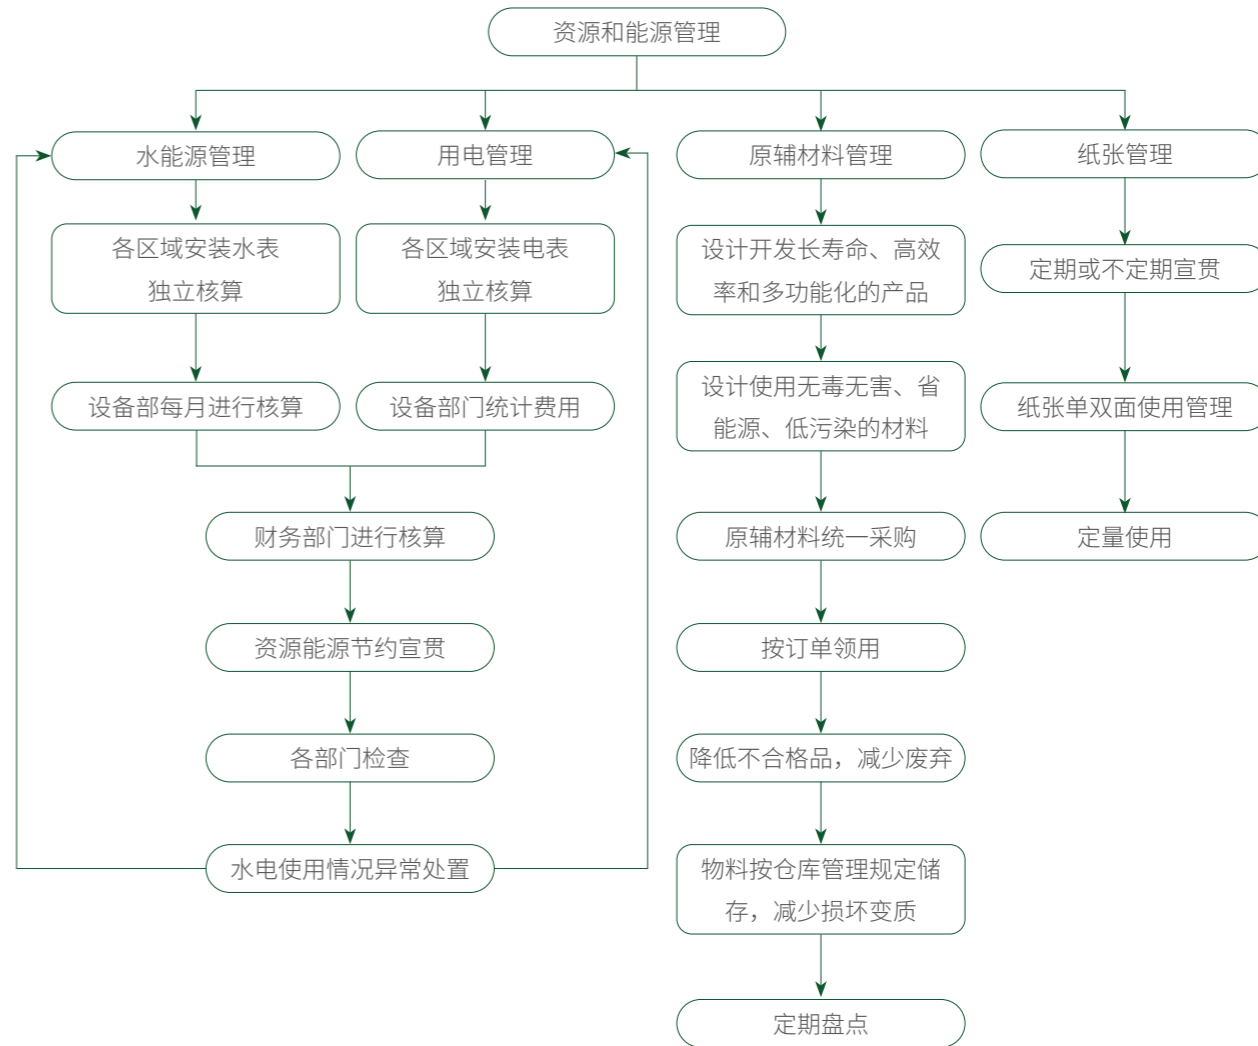 资源和能源管理
水能源管理
用电管理
原辅材料管理
纸张管理
各区域安装水表
独立核算
各区域安装电表
独立核算
设计开发长寿命、高效
率和多功能化的产品
定期或不定期宣贯
设备部每月进行核算
设备部门统计费用
设计使用无毒无害、省
能源、低污染的材料
纸张单双面使用管理
财务部门进行核算
原辅材料统一采购
定量使用
资源能源节约宣贯
按订单领用
各部门检查
降低不合格品，减少废弃
水电使用情况异常处置
物料按仓库管理规定储
存，减少损坏变质
定期盘点